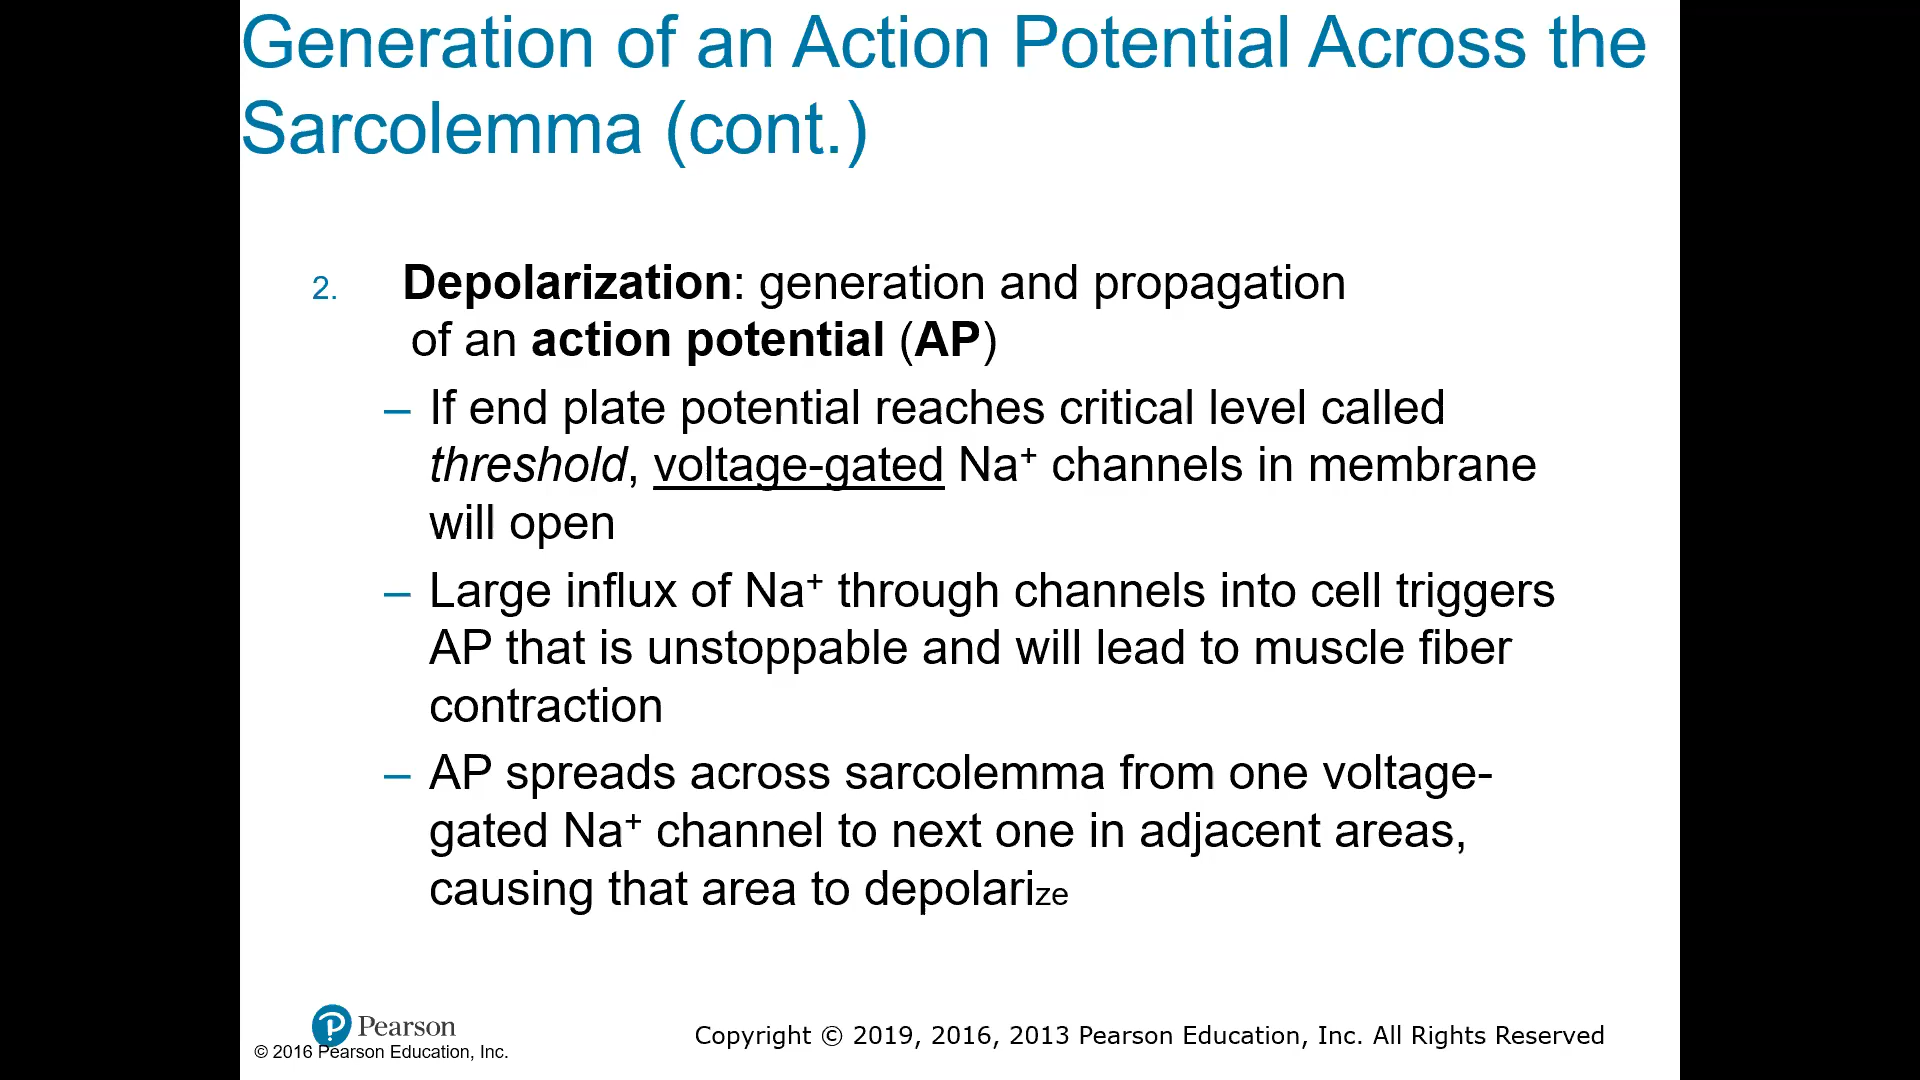 Generation of an Action Potential Across the
Sarcolemma (cont.)
2. Depolarization: generation and propagation
of an action potential (AP)
– If end plate potential reaches critical level called
threshold, voltage-gated Na⁺ channels in membrane
will open
– Large influx of Na⁺ through channels into cell triggers
AP that is unstoppable and will lead to muscle fiber
contraction
– AP spreads across sarcolemma from one voltage-
gated Na⁺ channel to next one in adjacent areas,
causing that area to depolarize
Pearson
© 2016 Pearson Education, Inc.
Copyright © 2019, 2016, 2013 Pearson Education, Inc. All Rights Reserved